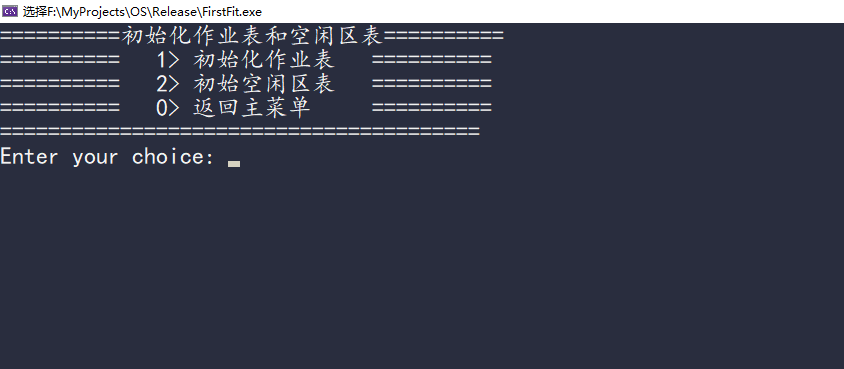 选择F:\MyProjects\OS\Release\FirstFit.exe
==========初始化作业表和空闲区表==========
==========   1> 初始化作业表   ==========
==========   2> 初始空闲区表   ==========
==========   0> 返回主菜单     ==========
========================================
Enter your choice: